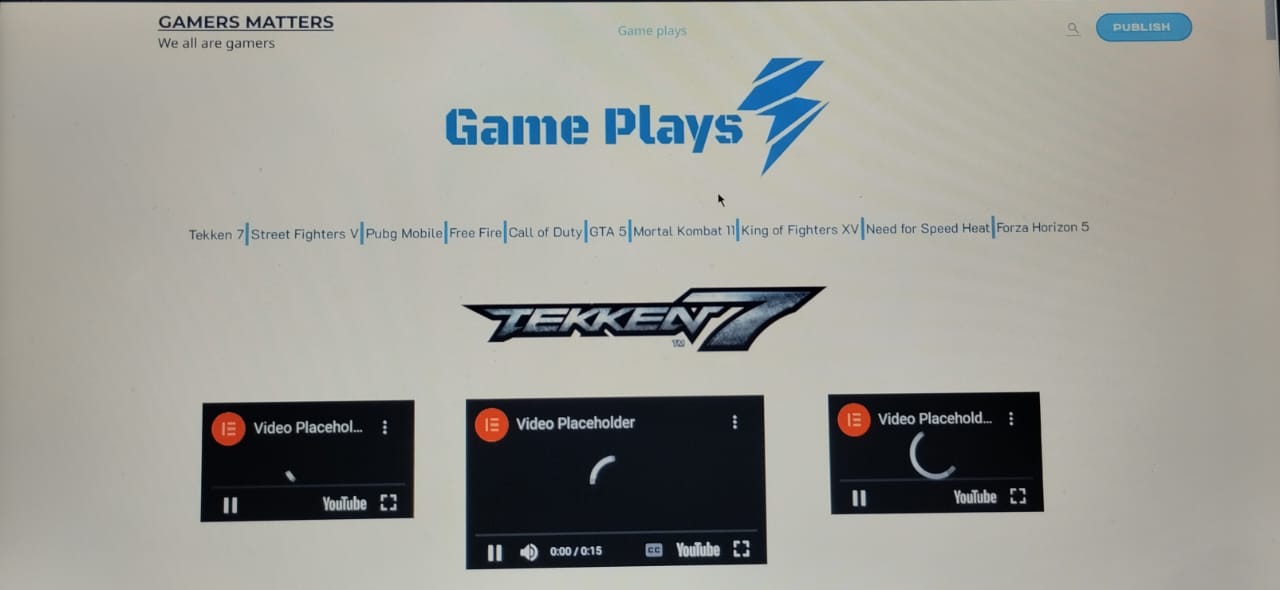 GAMERS MATTERS
We all are gamers
Game plays
PUBLISH
Game Plays
Tekken 7 Street Fighters V Pubg Mobile Free Fire Call of Duty GTA 5 Mortal Kombat 11 King of Fighters XV Need for Speed Heat Forza Horizon 5
TEKKEN 7
TM
Video Placehol...
YouTube
Video Placeholder
0:00 / 0:15
CC
YouTube
Video Placehold...
YouTube